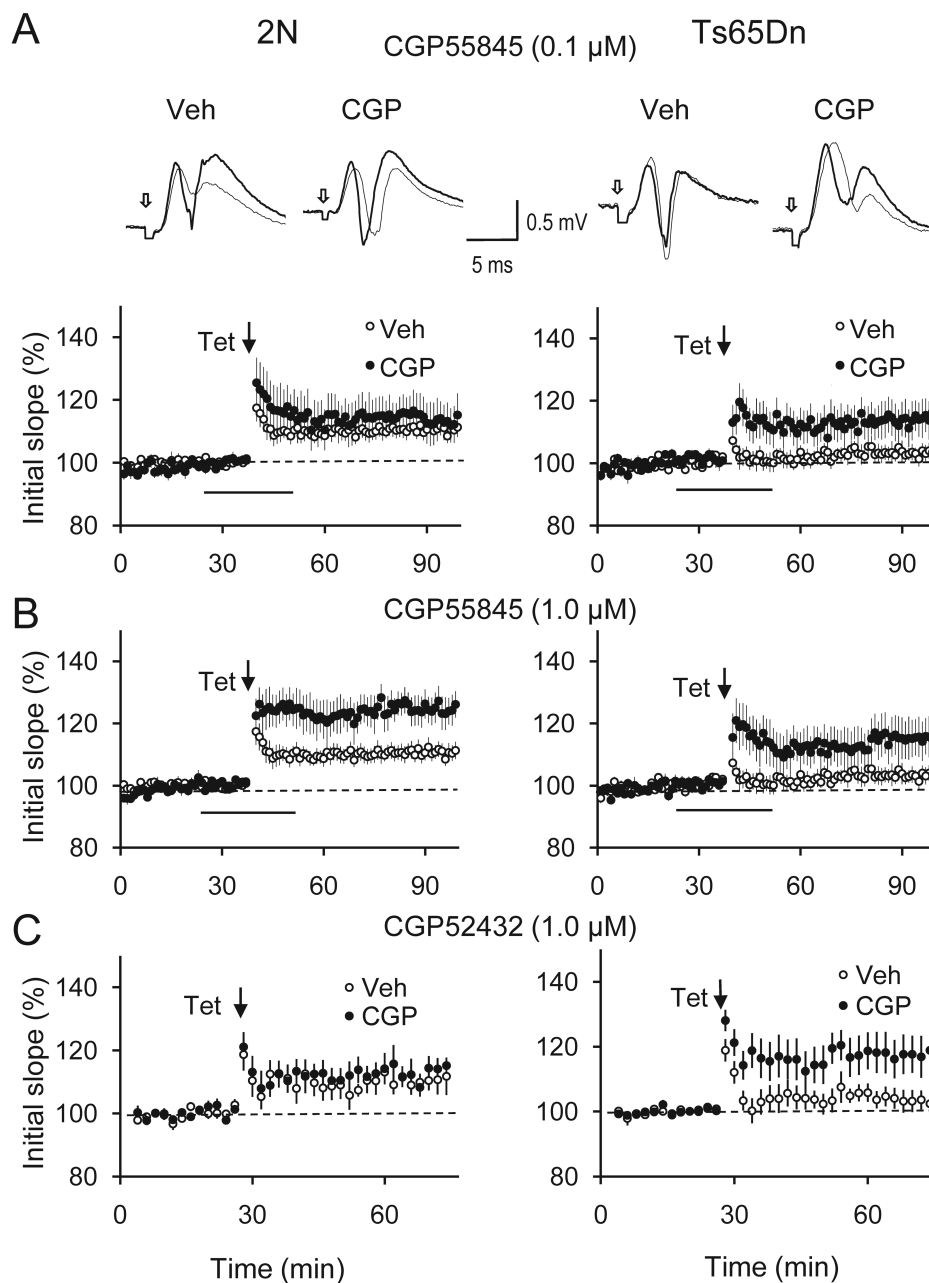 A
2N
CGP55845 (0.1 µM)
Ts65Dn
Veh
CGP
Veh
CGP
0.5 mV
5 ms
Initial slope (%)
140
120
100
80
Tet
Veh
CGP
0
30
60
90
140
120
100
80
Tet
Veh
CGP
0
30
60
90
B
CGP55845 (1.0 µM)
Initial slope (%)
140
120
100
80
Tet
Veh
CGP
0
30
60
90
140
120
100
80
Tet
Veh
CGP
0
30
60
90
C
CGP52432 (1.0 µM)
Initial slope (%)
140
120
100
80
Tet
Veh
CGP
0
30
60
Time (min)
140
120
100
80
Tet
Veh
CGP
0
30
60
Time (min)